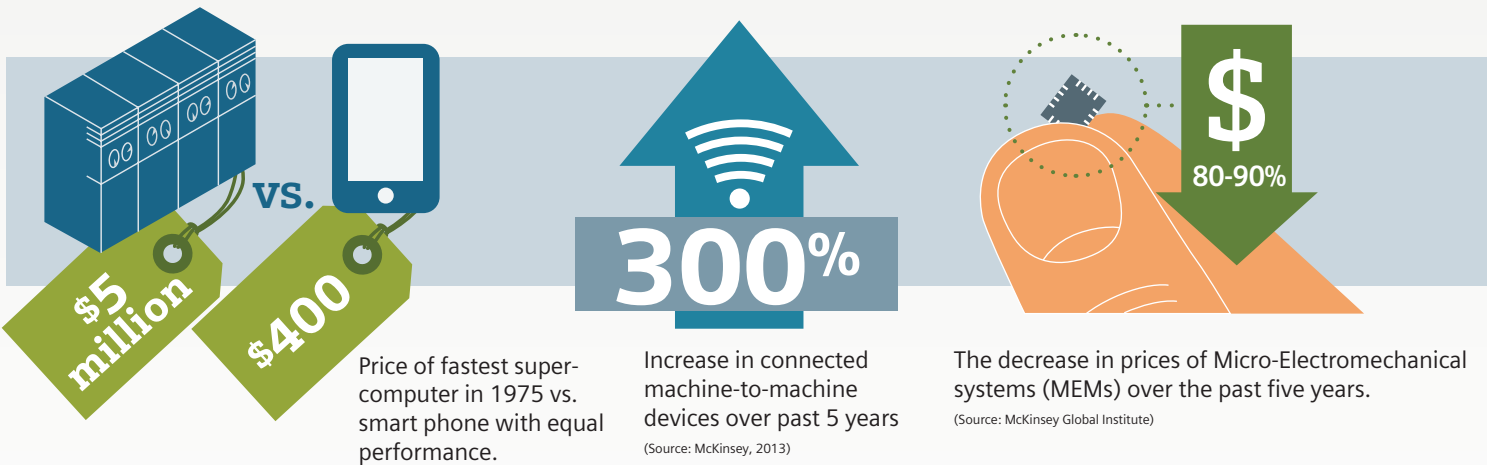 $5
million
vs.
$400
Price of fastest super-
computer in 1975 vs.
smart phone with equal
performance.
300%
Increase in connected
machine-to-machine
devices over past 5 years
(Source: McKinsey, 2013)
$
80-90%
The decrease in prices of Micro-Electromechanical
systems (MEMs) over the past five years.
(Source: McKinsey Global Institute)